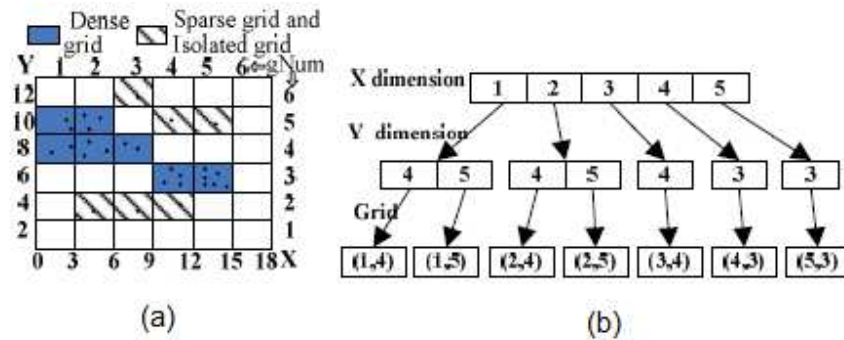 Dense grid
Sparse grid and Isolated grid
Y 1 2 3 4 5 6 gNum
12 6
10 5
8 4
6 3
4 2
2 1
0 3 6 9 12 15 18 X
(a)
X dimension 1 2 3 4 5
Y dimension
4 5 4 5 4 3 3
Grid
(1,4) (1,5) (2,4) (2,5) (3,4) (4,3) (5,3)
(b)